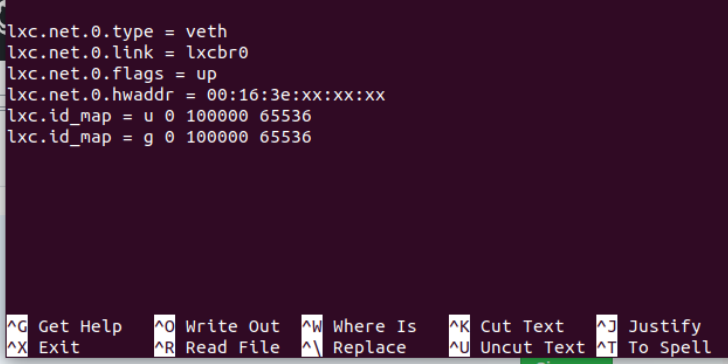 lxc.net.0.type = veth
lxc.net.0.link = lxcbr0
lxc.net.0.flags = up
lxc.net.0.hwaddr = 00:16:3e:xx:xx:xx
lxc.id_map = u 0 100000 65536
lxc.id_map = g 0 100000 65536
^G Get Help ^O Write Out ^W Where Is ^K Cut Text ^J Justify
^X Exit ^R Read File ^\ Replace ^U Uncut Text ^T To Spell